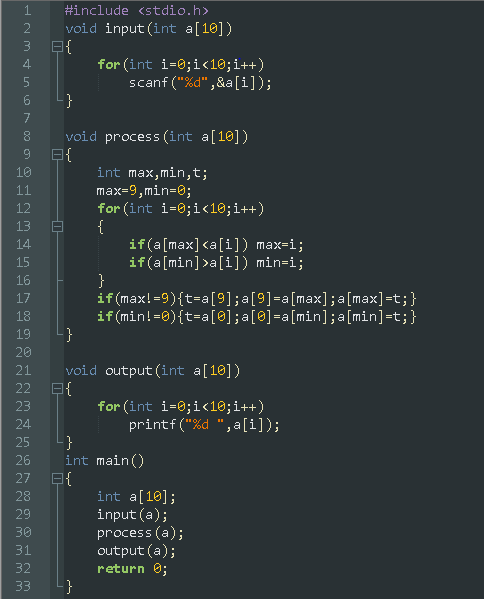 1 #include <stdio.h>
2 void input(int a[10])
3 {
4     for(int i=0;i<10;i++)
5         scanf("%d",&a[i]);
6 }
7
8 void process(int a[10])
9 {
10     int max,min,t;
11     max=9,min=0;
12     for(int i=0;i<10;i++)
13     {
14         if(a[max]<a[i]) max=i;
15         if(a[min]>a[i]) min=i;
16     }
17     if(max!=9){t=a[9];a[9]=a[max];a[max]=t;}
18     if(min!=0){t=a[0];a[0]=a[min];a[min]=t;}
19 }
20
21 void output(int a[10])
22 {
23     for(int i=0;i<10;i++)
24         printf("%d ",a[i]);
25 }
26 int main()
27 {
28     int a[10];
29     input(a);
30     process(a);
31     output(a);
32     return 0;
33 }